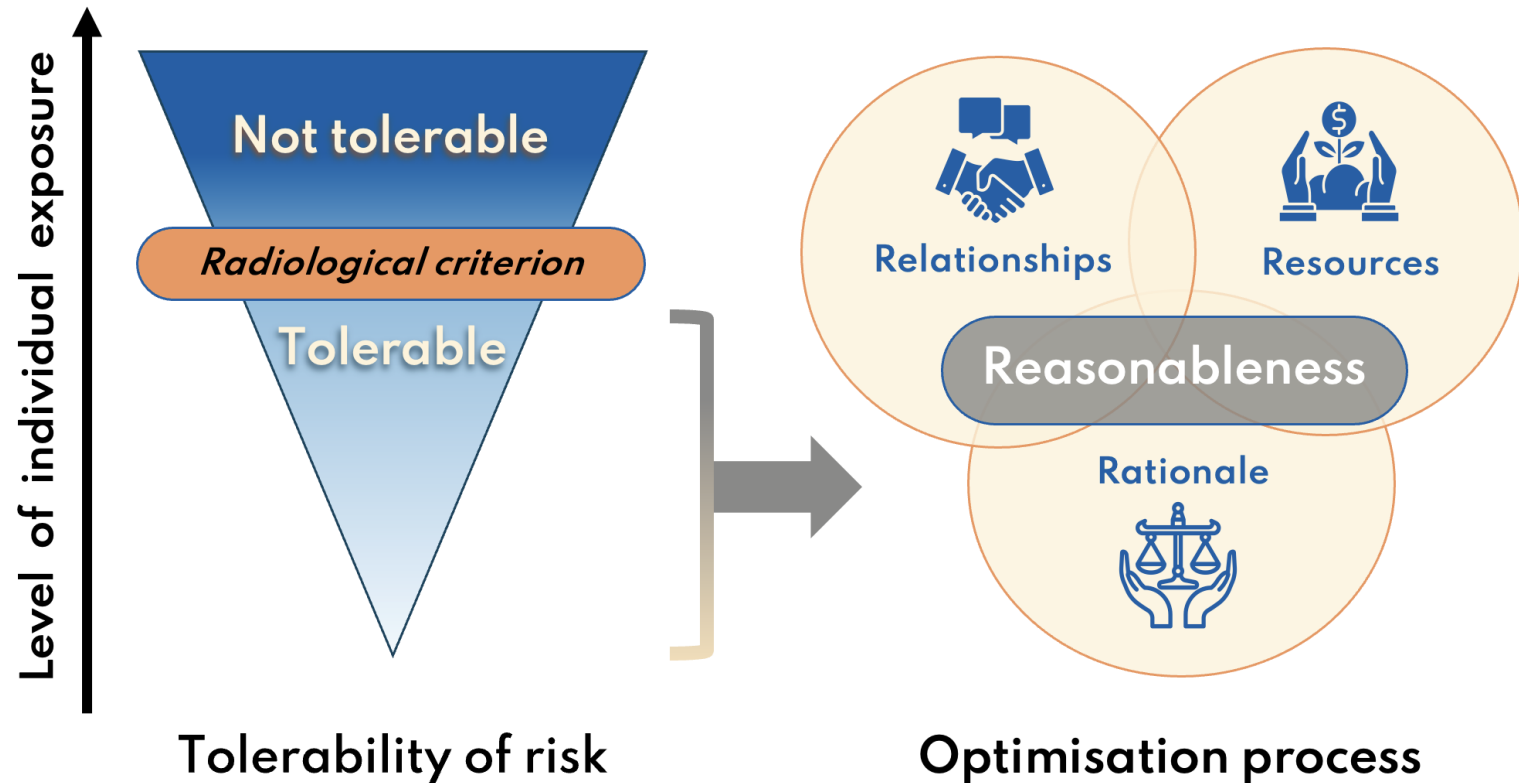 Level of individual exposure
Not tolerable
Radiological criterion
Tolerable
Tolerability of risk
$
Relationships
Resources
Reasonableness
Rationale
Optimisation process